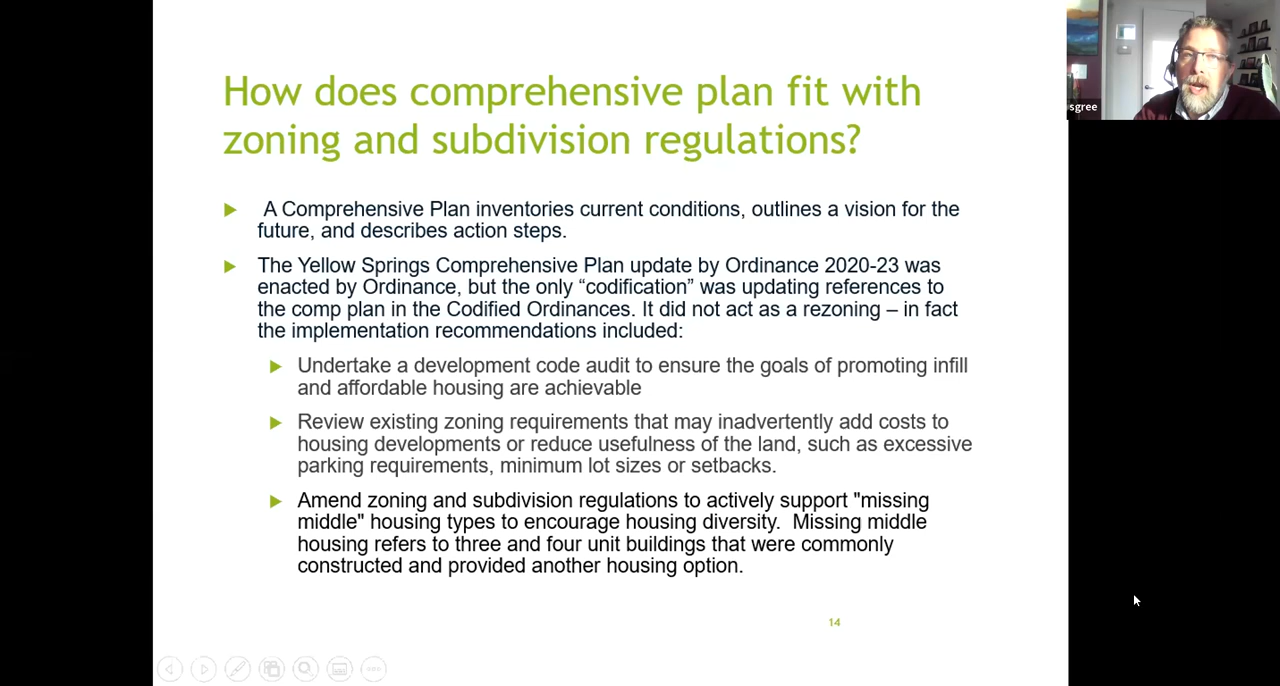 How does comprehensive plan fit with
zoning and subdivision regulations?
A Comprehensive Plan inventories current conditions, outlines a vision for the
future, and describes action steps.
The Yellow Springs Comprehensive Plan update by Ordinance 2020-23 was
enacted by Ordinance, but the only “codification” was updating references to
the comp plan in the Codified Ordinances. It did not act as a rezoning – in fact
the implementation recommendations included:
Undertake a development code audit to ensure the goals of promoting infill
and affordable housing are achievable
Review existing zoning requirements that may inadvertently add costs to
housing developments or reduce usefulness of the land, such as excessive
parking requirements, minimum lot sizes or setbacks.
Amend zoning and subdivision regulations to actively support "missing
middle" housing types to encourage housing diversity.  Missing middle
housing refers to three and four unit buildings that were commonly
constructed and provided another housing option.
14
sgree